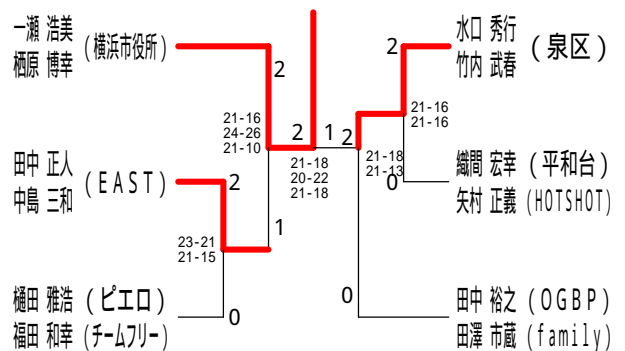 一瀬 浩美
栖原 博幸 (横浜市役所)
田中 正人
中島 三和 (EAST)
樋田 雅浩 (ピエロ)
福田 和幸 (チームフリー)
2
21-16
24-26
21-10
2
23-21
21-15
1
0
2
1
21-18
20-22
21-18
2
2
21-16
21-16
21-18
21-13
0
0
水口 秀行
竹内 武春 (泉区)
織間 宏幸 (平和台)
矢村 正義 (HOTSHOT)
田中 裕之 (OGBP)
田澤 市蔵 (family)